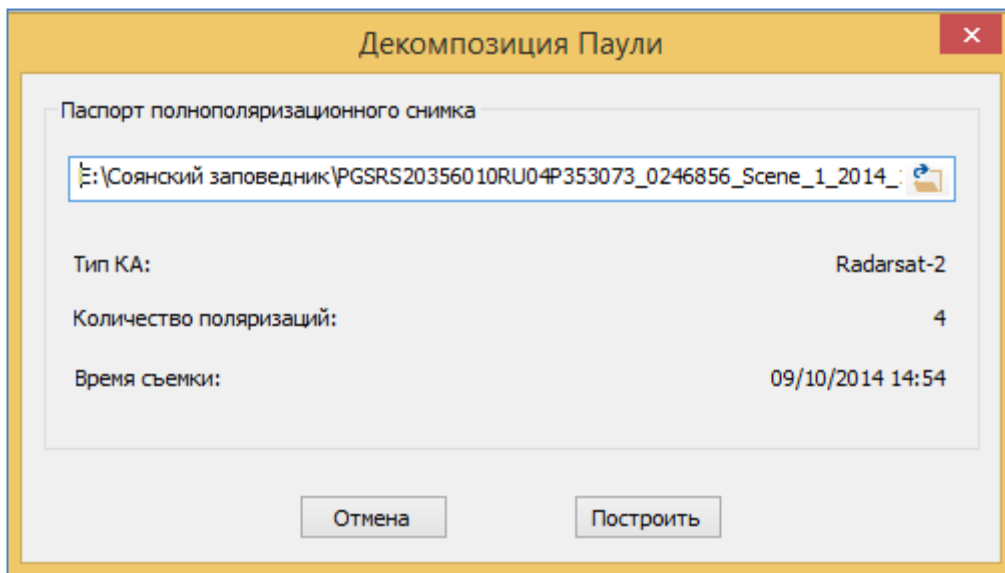 Декомпозиция Паули
Паспорт полнополяризационного снимка
E:\Соянский заповедник\PGSRS20356010RU04P353073_0246856_Scene_1_2014_
Тип КА: Radarsat-2
Количество поляризаций: 4
Время съемки: 09/10/2014 14:54
Отмена Построить